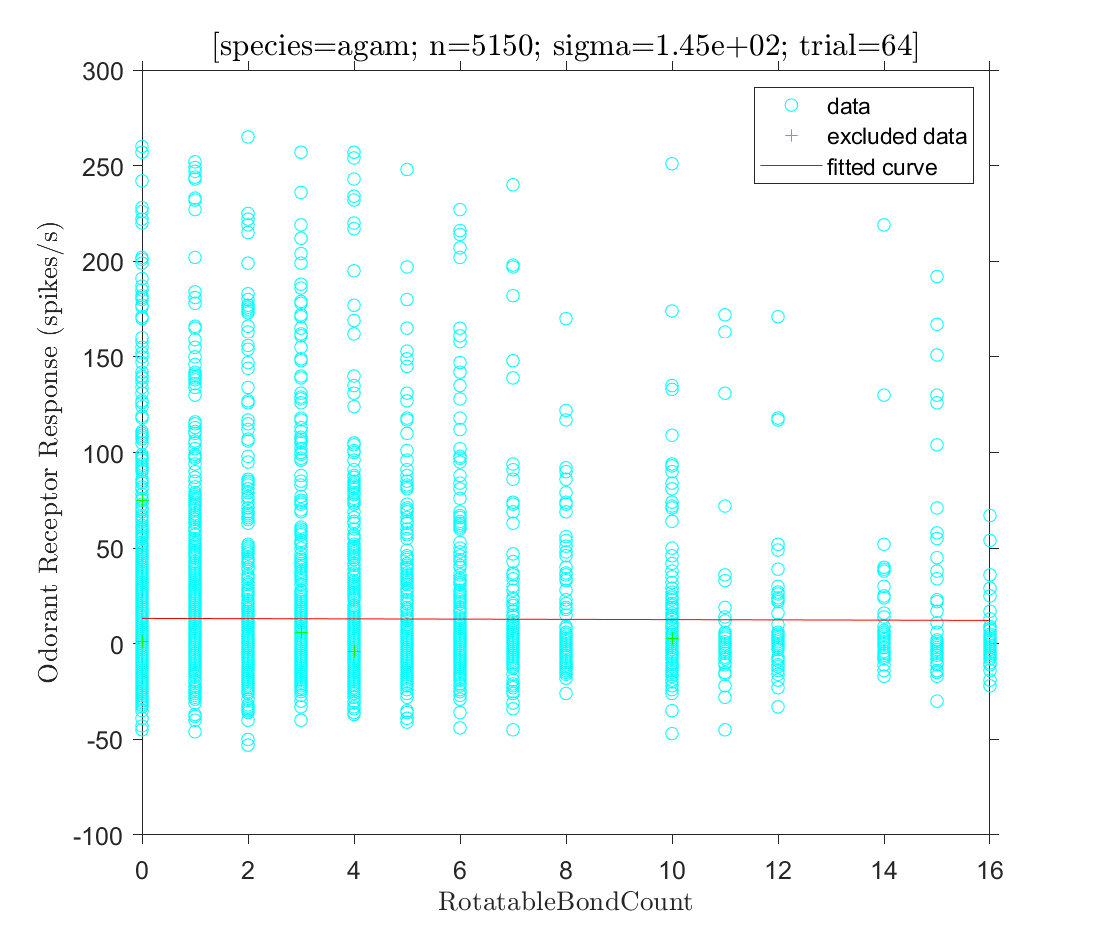 [species=agam; n=5150; sigma=1.45e+02; trial=64]
300
250
200
150
100
50
0
-50
-100
Odorant Receptor Response (spikes/s)
data
excluded data
fitted curve
0 2 4 6 8 10 12 14 16
RotatableBondCount